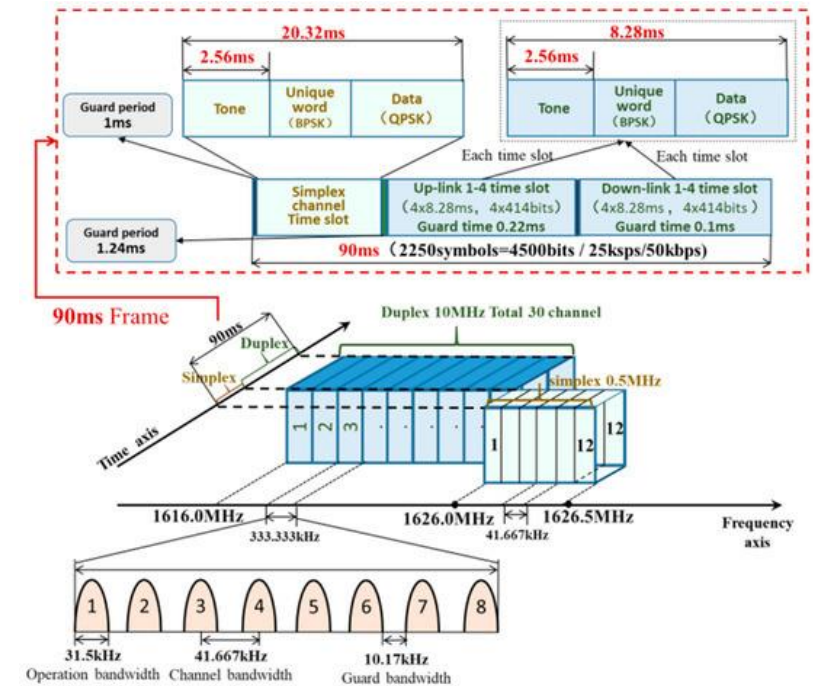 20.32ms
2.56ms
Tone
Unique
word
（BPSK）
Data
（QPSK）
8.28ms
2.56ms
Tone
Unique
word
（BPSK）
Data
（QPSK）
Guard period
1ms
Each time slot
Each time slot
Simplex
channel
Time slot
Up-link 1-4 time slot
（4x8.28ms， 4x414bits）
Guard time 0.22ms
Down-link 1-4 time slot
（4x8.28ms， 4x414bits ）
Guard time 0.1ms
Guard period
1.24ms
90ms（2250symbols=4500bits / 25ksps/50kbps)
90ms Frame
90ms
Duplex
Simplex
Time axis
Duplex 10MHz Total 30 channel
simplex 0.5MHz
1
2
3
. . . . .
1
12
12
1616.0MHz
333.333kHz
1626.0MHz
41.667kHz
1626.5MHz
Frequency
axis
1 2 3 4 5 6 7 8
31.5kHz
Operation bandwidth
41.667kHz
Channel bandwidth
10.17kHz
Guard bandwidth